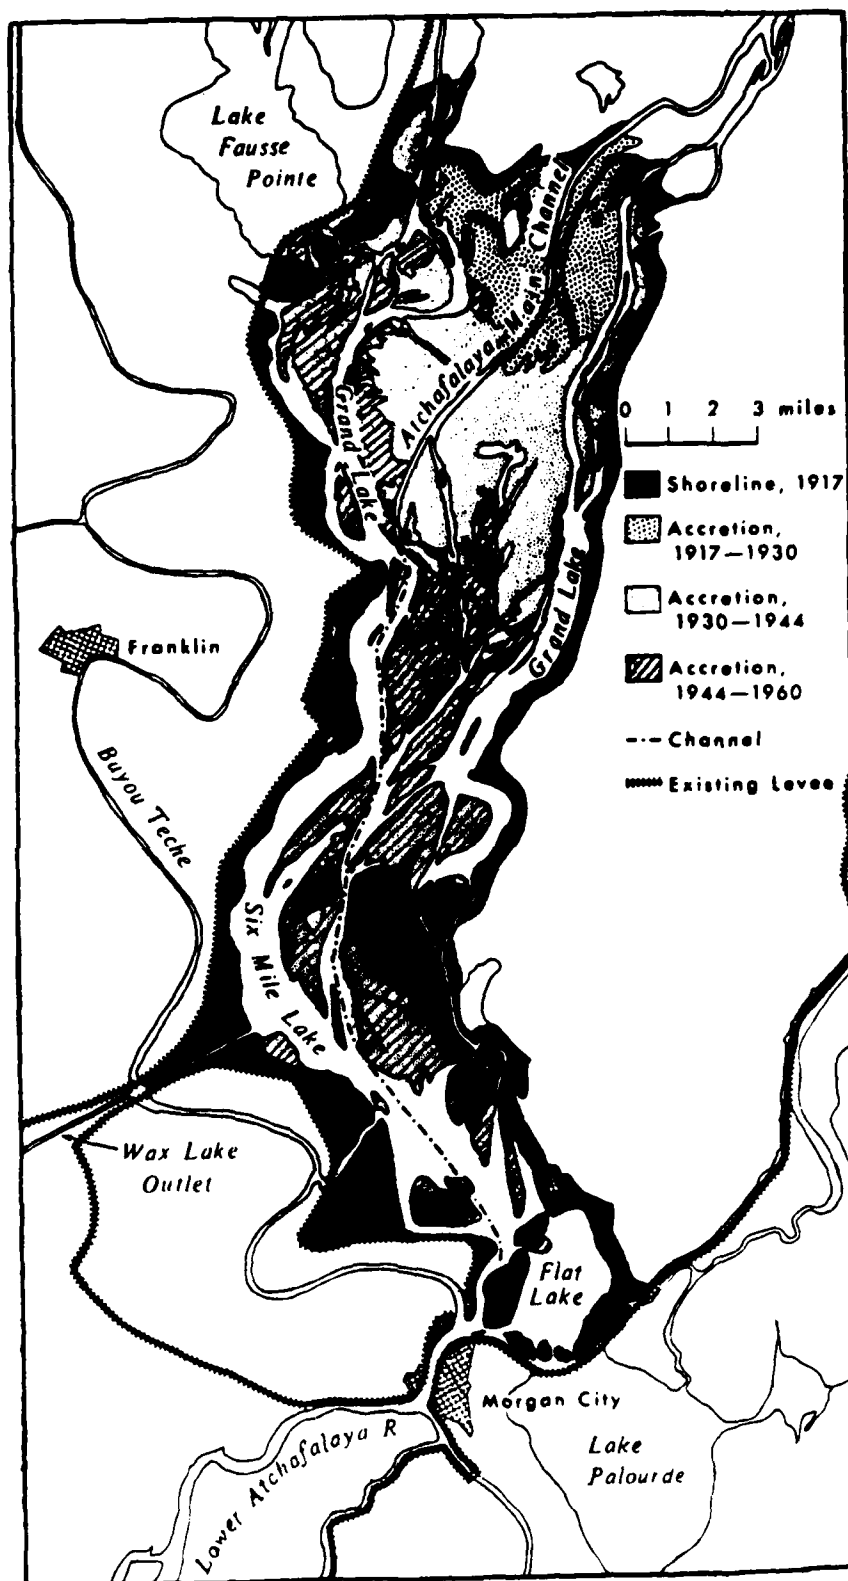 Lake
Fausse
Pointe
Atchafalaya Main Channel
Grand Lake
0 1 2 3 miles
Shoreline, 1917
Accretion,
1917—1930
Accretion,
1930—1944
Accretion,
1944—1960
Channel
Existing Levee
Grand Lake
Franklin
Bayou Teche
Six Mile Lake
Wax Lake
Outlet
Flat
Lake
Morgan City
Lake
Palourde
Lower Atchafalaya R